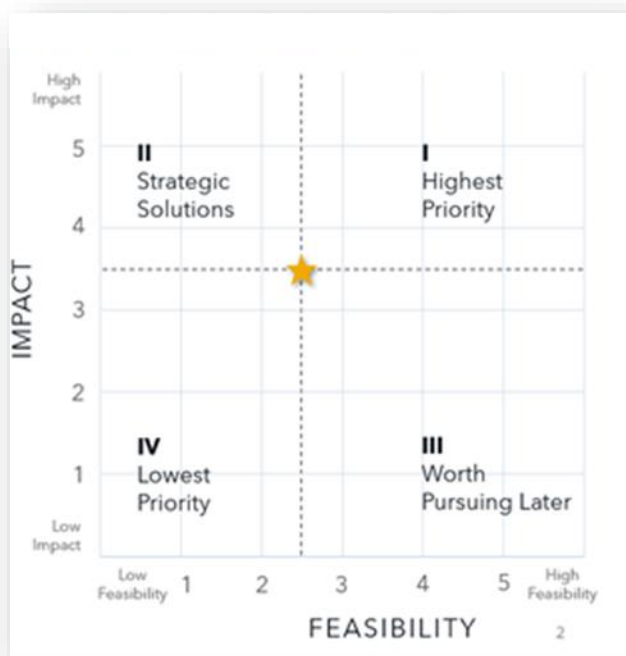 High
Impact
5
II
Strategic
Solutions
I
Highest
Priority
4
IMPACT
3
2
IV
Lowest
Priority
III
Worth
Pursuing Later
1
Low
Impact
Low
Feasibility
1
2
3
4
5
High
Feasibility
FEASIBILITY
2